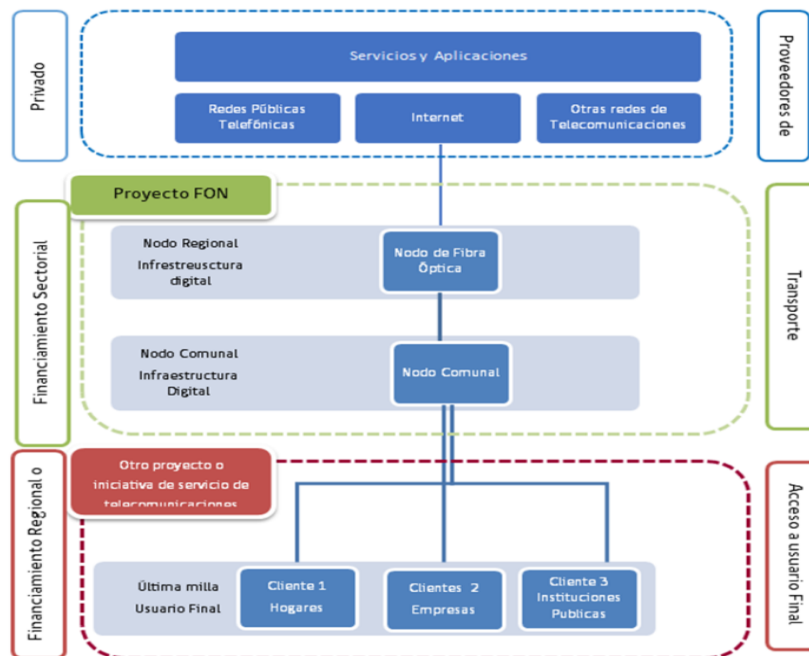 Privado
Servicios y Aplicaciones
Redes Públicas
Telefónicas
Internet
Otras redes de
Telecomunicaciones
Proveedores de
Financiamiento Sectorial
Proyecto FON
Nodo Regional
Infrestreusctura
digital
Nodo de Fibra
Óptica
Nodo Comunal
Infraestructura
Digital
Nodo Comunal
Transporte
Financiamiento Regional o
Otro proyecto o
iniciativa de servicio de
telecomunicaciones
Última milla
Usuario Final
Cliente 1
Hogares
Clientes 2
Empresas
Cliente 3
Instituciones
Publicas
Acceso a usuario Final